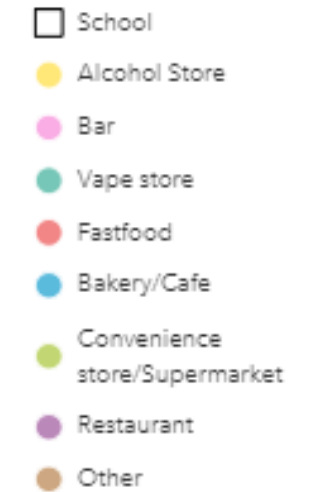 School
Alcohol Store
Bar
Vape store
Fastfood
Bakery/Cafe
Convenience
store/Supermarket
Restaurant
Other